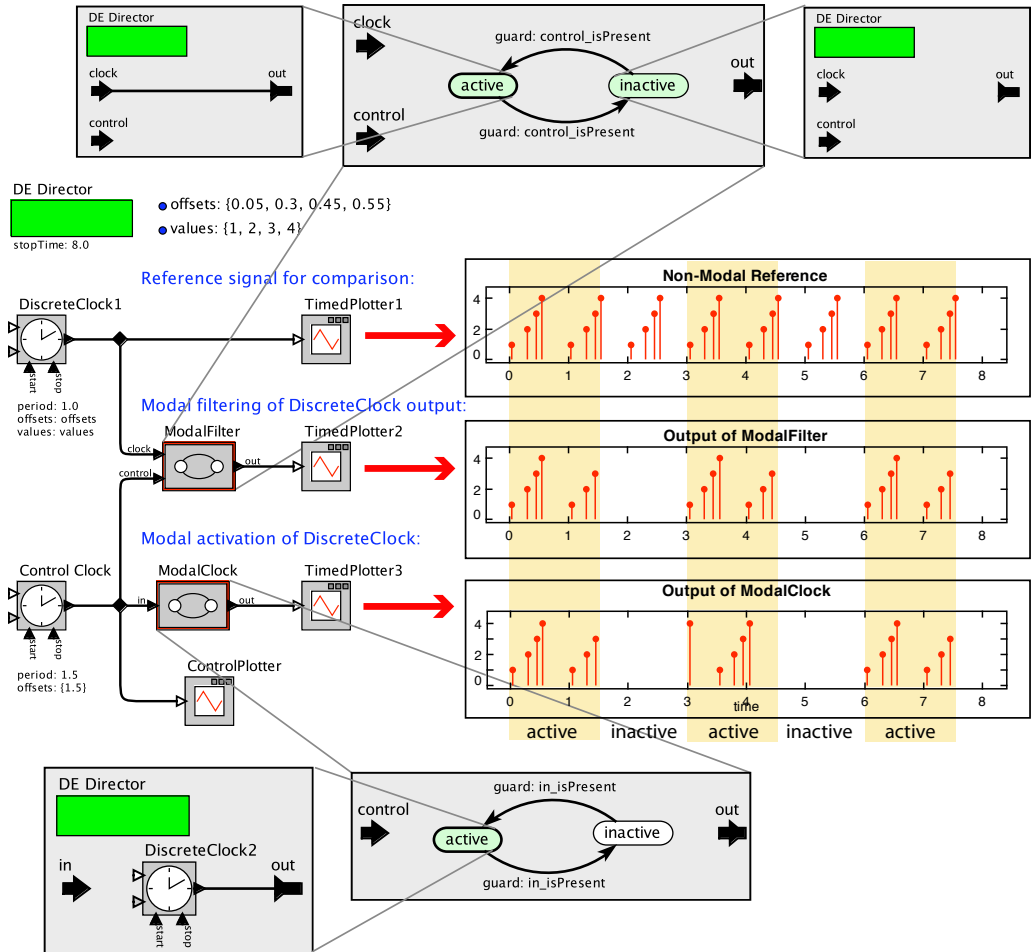 DE Director
clock
out
control
clock
control
guard: control_isPresent
active
inactive
guard: control_isPresent
out
DE Director
clock
out
control
DE Director
stopTime: 8.0
offsets: {0.05, 0.3, 0.45, 0.55}
values: {1, 2, 3, 4}
Reference signal for comparison:
DiscreteClock1
start
stop
period: 1.0
offsets: offsets
values: values
TimedPlotter1
Non-Modal Reference
4
2
0
0 1 2 3 4 5 6 7 8
Modal filtering of DiscreteClock output:
ModalFilter
clock
control
out
TimedPlotter2
Output of ModalFilter
4
2
0
0 1 2 3 4 5 6 7 8
Modal activation of DiscreteClock:
Control Clock
start
stop
period: 1.5
offsets: {1.5}
ModalClock
in
out
TimedPlotter3
ControlPlotter
Output of ModalClock
4
2
0
0 1 2 3 4 5 6 7 8
time
active inactive active inactive active
DE Director
in
DiscreteClock2
start
stop
out
control
guard: in_isPresent
active
inactive
guard: in_isPresent
out